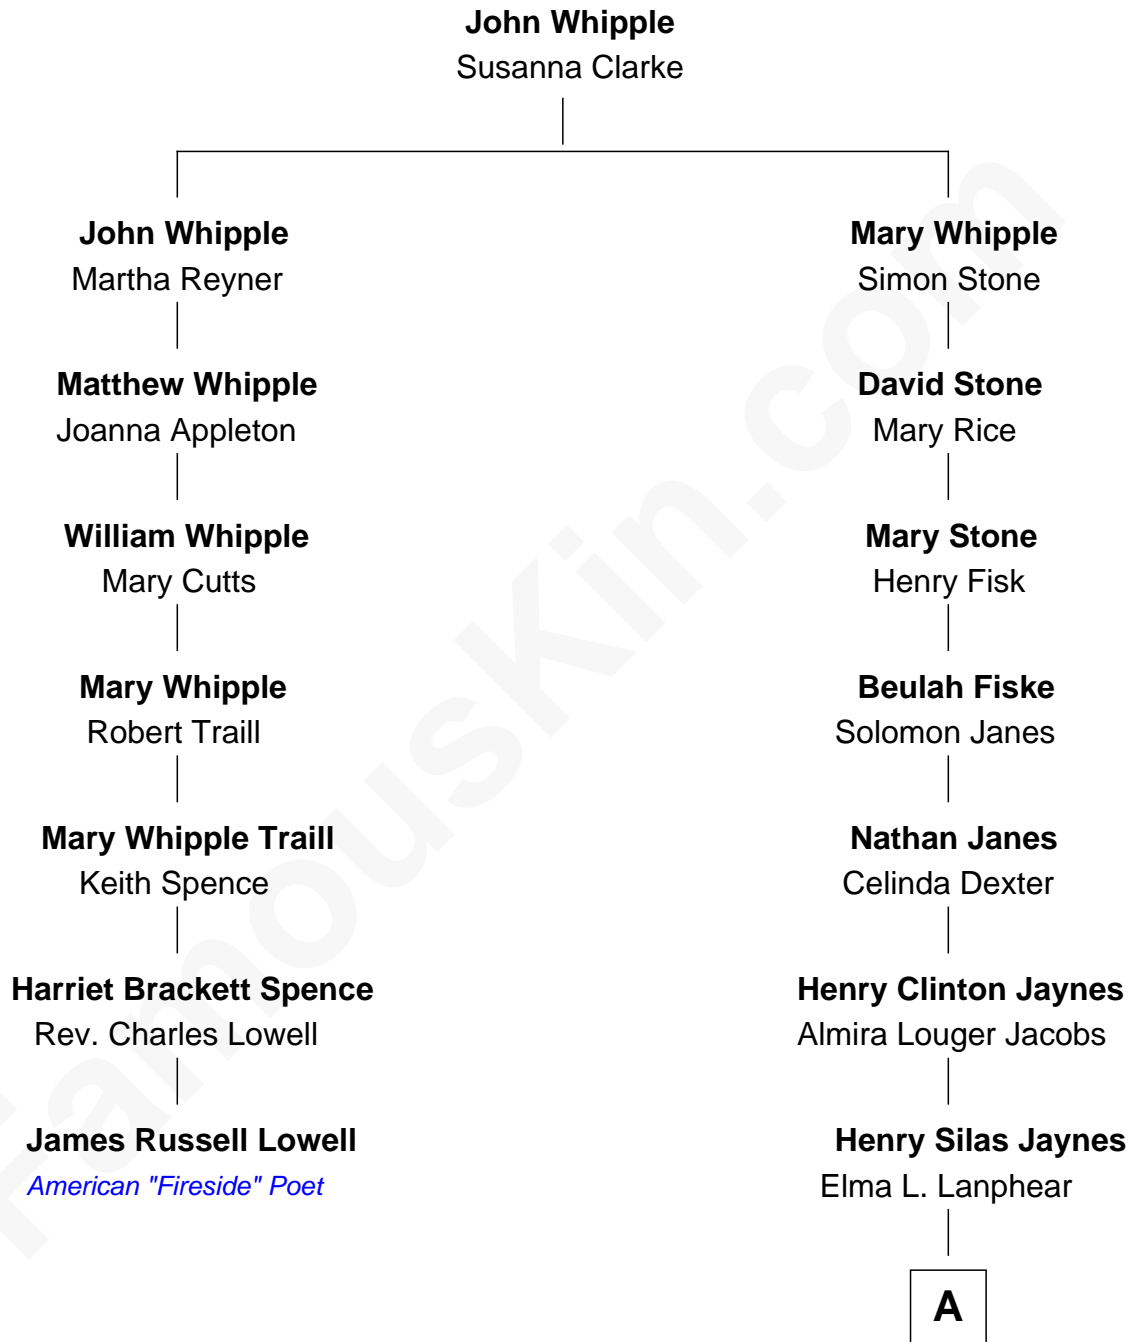 John Whipple
Susanna Clarke
John Whipple
Martha Reyner
Mary Whipple
Simon Stone
Matthew Whipple
Joanna Appleton
David Stone
Mary Rice
William Whipple
Mary Cutts
Mary Stone
Henry Fisk
Mary Whipple
Robert Traill
Beulah Fiske
Solomon Janes
Mary Whipple Traill
Keith Spence
Nathan Janes
Celinda Dexter
Harriet Brackett Spence
Rev. Charles Lowell
Henry Clinton Jaynes
Almira Louger Jacobs
James Russell Lowell
American "Fireside" Poet
Henry Silas Jaynes
Elma L. Lanphear
A
FamousKin.com